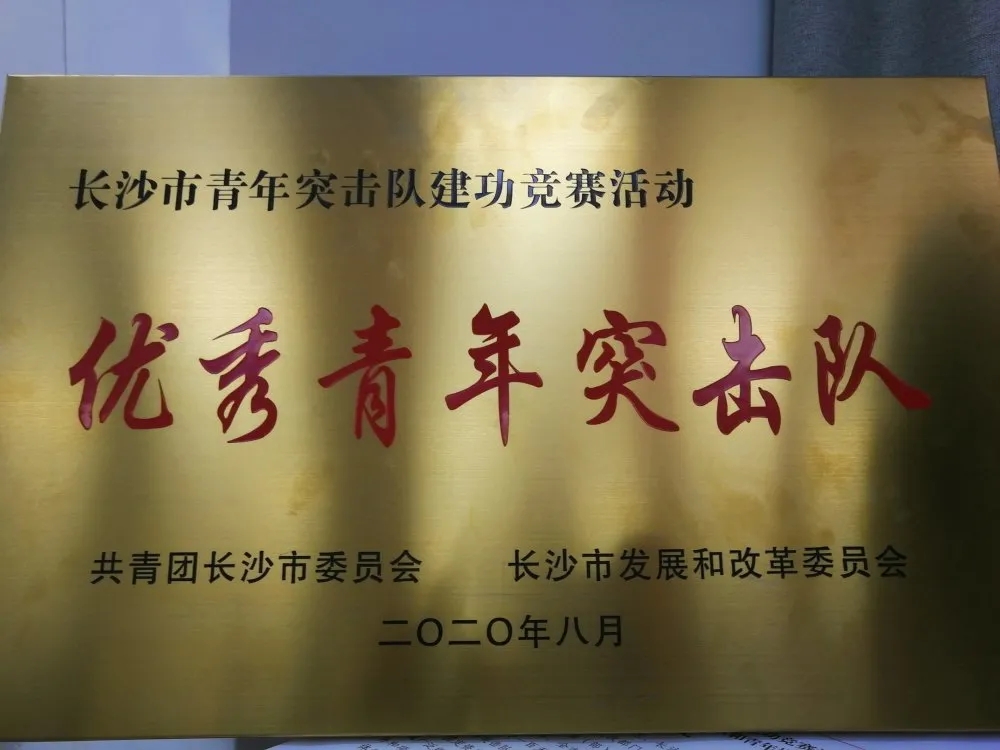 长沙市青年突击队建功竞赛活动
优秀青年突击队
共青团长沙市委员会 长沙市发展和改革委员会
二〇二〇年八月